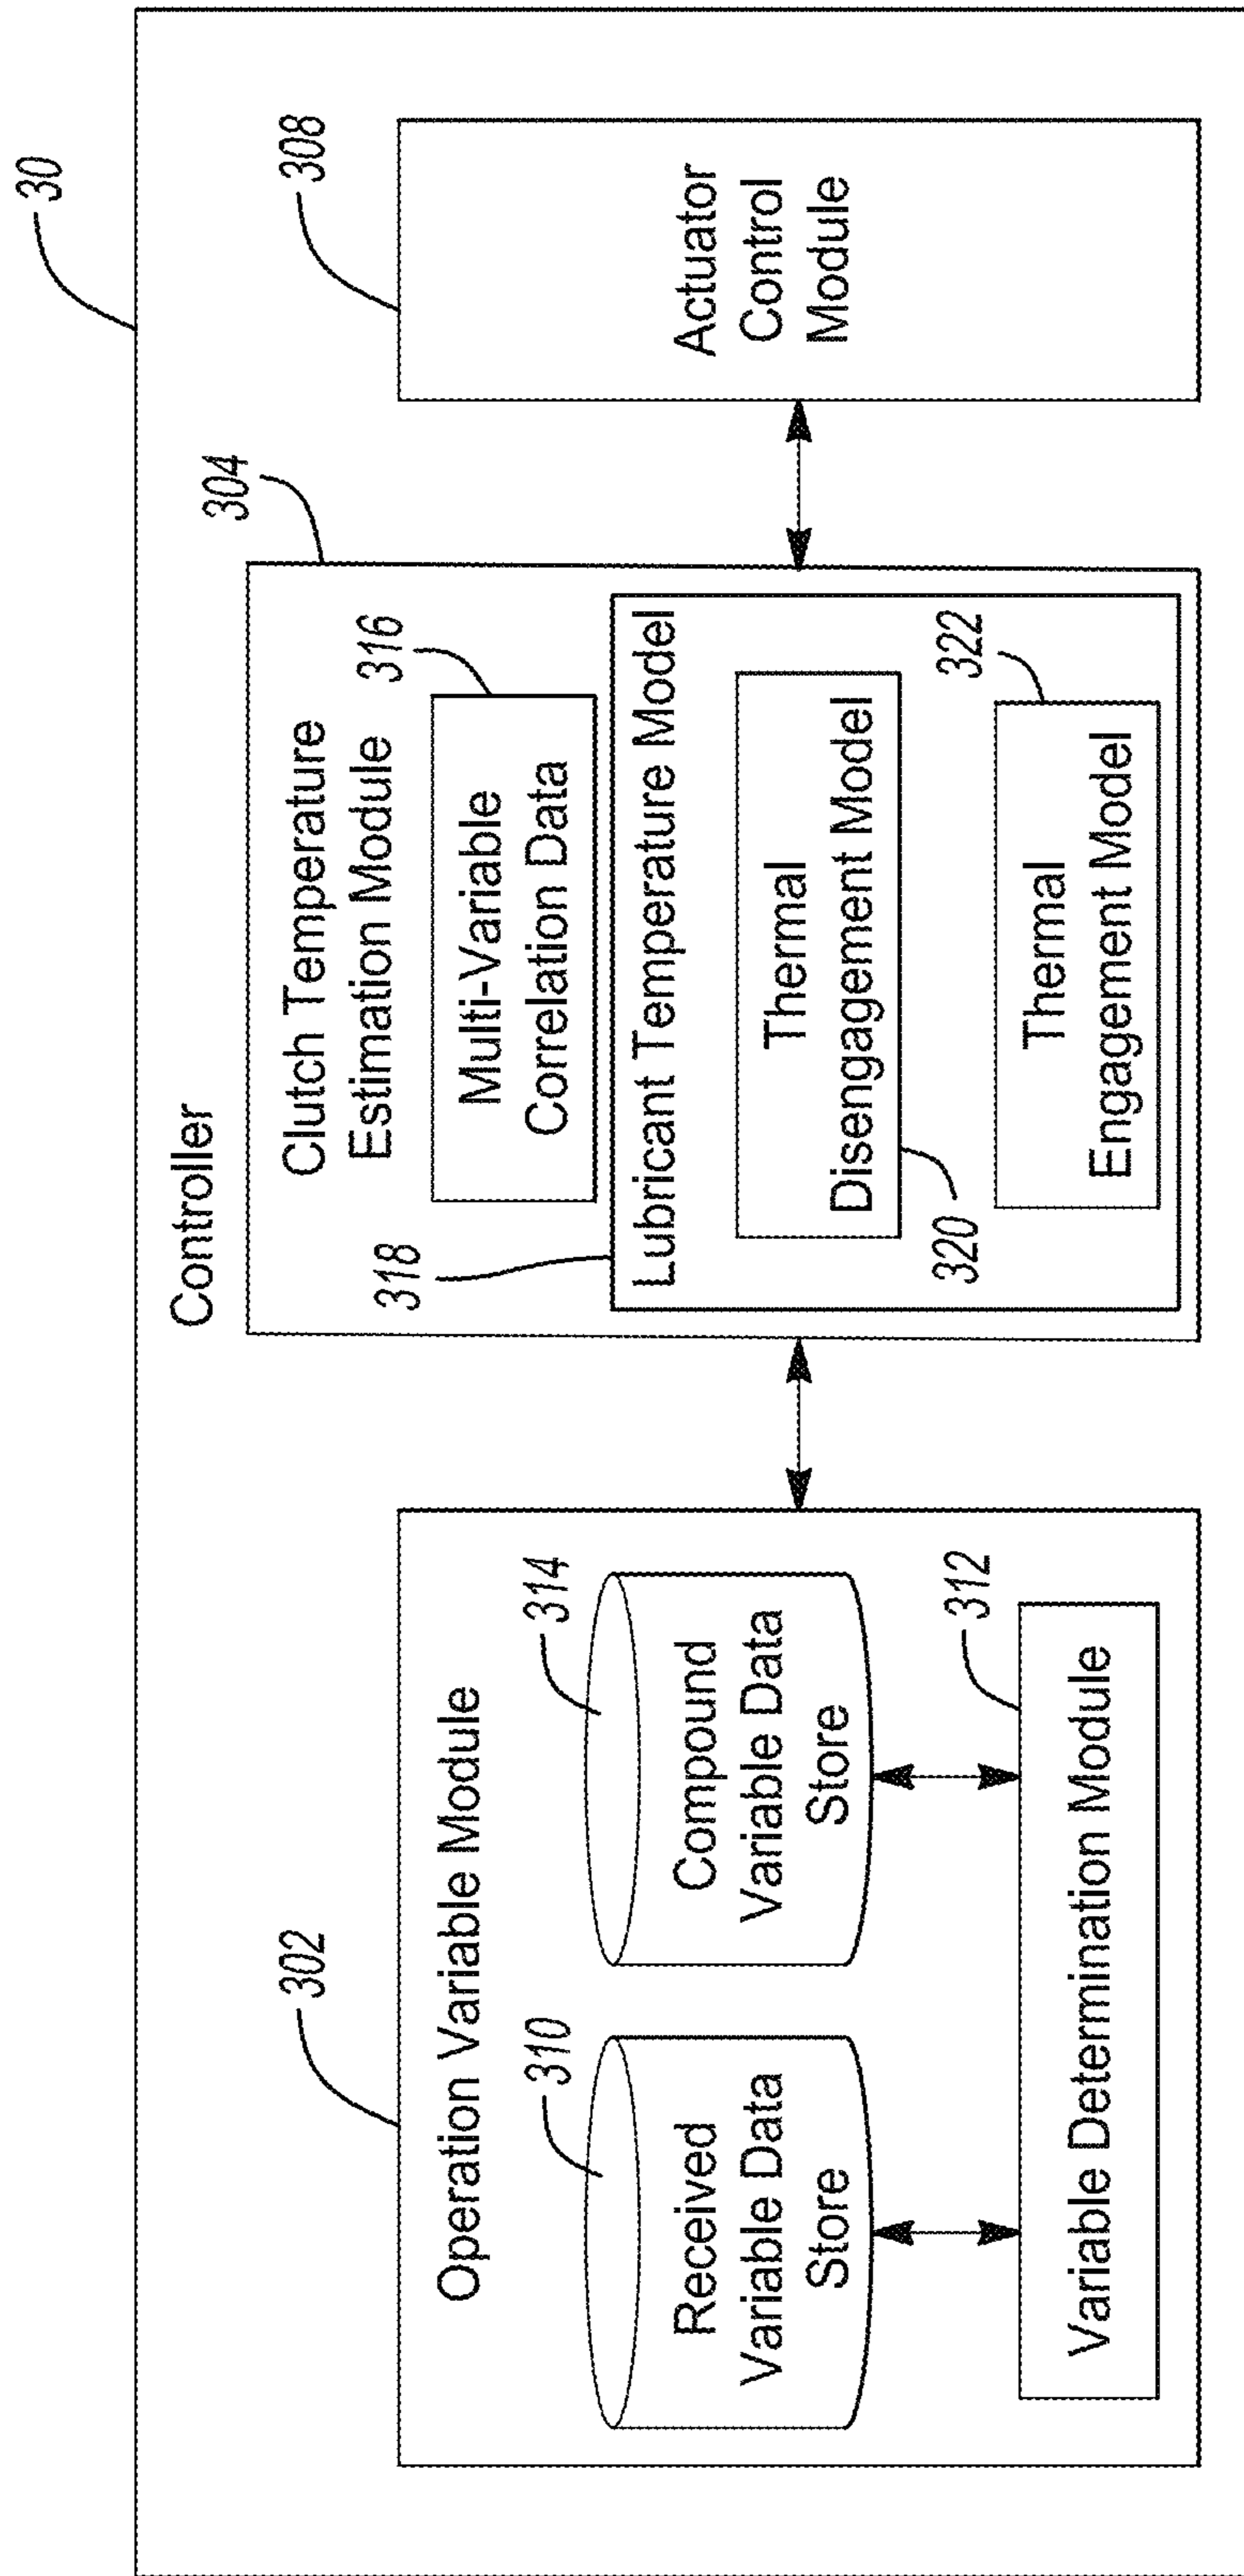 30
Controller
302
Operation Variable Module
310
Received
Variable Data
Store
314
Compound
Variable Data
Store
312
Variable Determination Module
304
Clutch Temperature
Estimation Module
316
Multi-Variable
Correlation Data
318
Lubricant Temperature Model
Thermal
Disengagement Model
320
322
Thermal
Engagement Model
308
Actuator
Control
Module